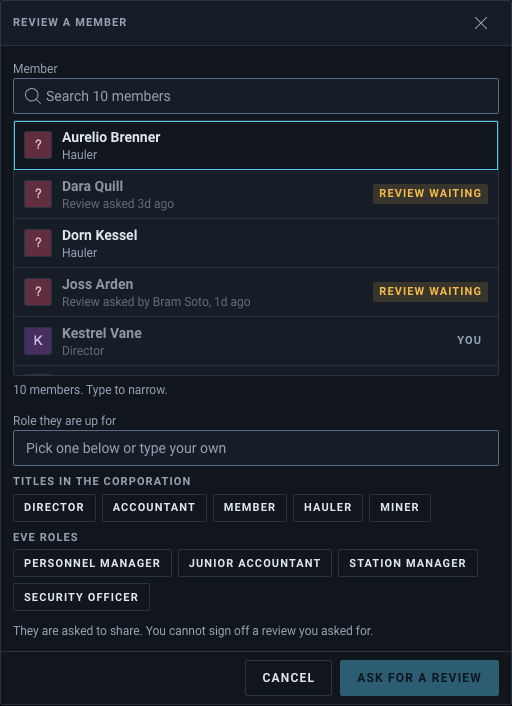 REVIEW A MEMBER
Member
Search 10 members
?
Aurelio Brenner
Hauler
?
Dara Quill
Review asked 3d ago
REVIEW WAITING
?
Dorn Kessel
Hauler
?
Joss Arden
Review asked by Bram Soto, 1d ago
REVIEW WAITING
K
Kestrel Vane
Director
YOU
10 members. Type to narrow.
Role they are up for
Pick one below or type your own
TITLES IN THE CORPORATION
DIRECTOR ACCOUNTANT MEMBER HAULER MINER
EVE ROLES
PERSONNEL MANAGER JUNIOR ACCOUNTANT STATION MANAGER
SECURITY OFFICER
They are asked to share. You cannot sign off a review you asked for.
CANCEL ASK FOR A REVIEW